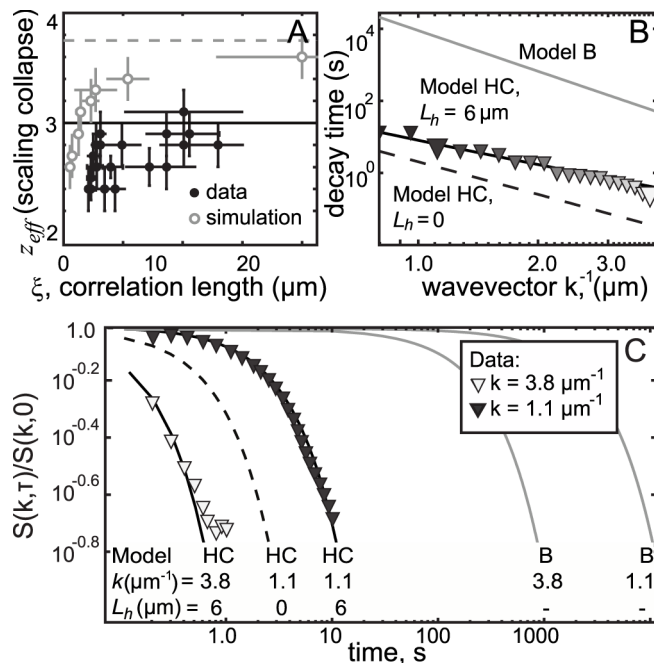 A
z_eff (scaling collapse)
4
3
2
data
simulation
0
10
20
ξ, correlation length (μm)
B
decay time (s)
10^4
10^2
10^0
Model B
Model HC,
L_h = 6 μm
Model HC,
L_h = 0
1.0
2.0
3.0
wavevector k,^-1 (μm)
C
S(k,τ)/S(k,0)
1.0
10^-0.2
10^-0.4
10^-0.6
10^-0.8
Data:
k = 3.8 μm^-1
k = 1.1 μm^-1
Model HC HC HC B B
k(μm^-1) = 3.8 1.1 1.1 3.8 1.1
L_h (μm) = 6 0 6 - -
1.0 10 100 1000
time, s